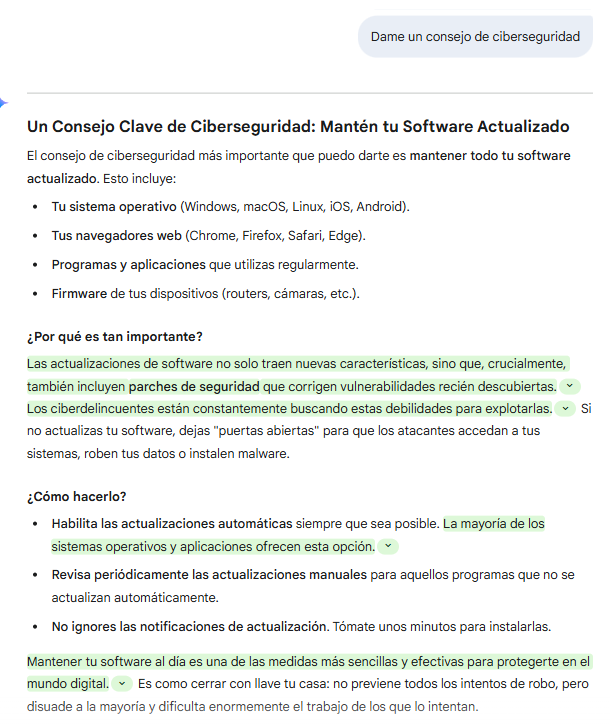 Dame un consejo de ciberseguridad
Un Consejo Clave de Ciberseguridad: Mantén tu Software Actualizado
El consejo de ciberseguridad más importante que puedo darte es mantener todo tu software
actualizado. Esto incluye:
• Tu sistema operativo (Windows, macOS, Linux, iOS, Android).
• Tus navegadores web (Chrome, Firefox, Safari, Edge).
• Programas y aplicaciones que utilizas regularmente.
• Firmware de tus dispositivos (routers, cámaras, etc.).
¿Por qué es tan importante?
Las actualizaciones de software no solo traen nuevas características, sino que, crucialmente,
también incluyen parches de seguridad que corrigen vulnerabilidades recién descubiertas.
Los ciberdelincuentes están constantemente buscando estas debilidades para explotarlas. Si
no actualizas tu software, dejas "puertas abiertas" para que los atacantes accedan a tus
sistemas, roben tus datos o instalen malware.
¿Cómo hacerlo?
• Habilita las actualizaciones automáticas siempre que sea posible. La mayoría de los
sistemas operativos y aplicaciones ofrecen esta opción.
• Revisa periódicamente las actualizaciones manuales para aquellos programas que no se
actualizan automáticamente.
• No ignores las notificaciones de actualización. Tómate unos minutos para instalarlas.
Mantener tu software al día es una de las medidas más sencillas y efectivas para protegerte en el
mundo digital. Es como cerrar con llave tu casa: no previene todos los intentos de robo, pero
disuade a la mayoría y dificulta enormemente el trabajo de los que lo intentan.